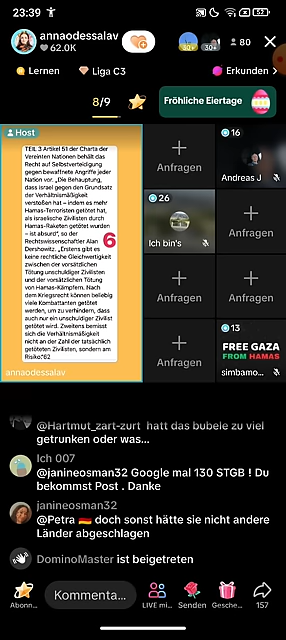 23:39
52
annaodessalav
62.0K
30+
30+
80
Lernen
Liga C3
Erkunden
8/9
Fröhliche Eiertage
Host
TEIL 3 Artikel 51 der Charta der
Vereinten Nationen behält das
Recht auf Selbstverteidigung
gegen bewaffnete Angriffe jeder
Nation vor. „Die Behauptung,
dass israel gegen den Grundsatz
der Verhältnismäßigkeit
verstoßen hat – indem es mehr
Hamas-Terroristen getötet hat,
als israelische Zivilisten durch
Hamas-Raketen getötet wurden
– ist absurd“, so der
Rechtswissenschaftler Alan
Dershowitz. „Erstens gibt es
keine rechtliche Gleichwertigkeit
zwischen der vorsätzlichen
Tötung unschuldiger Zivilisten
und der vorsätzlichen Tötung
von Hamas-Kämpfern. Nach
dem Kriegsrecht können beliebig
viele Kombattanten getötet
werden, um zu verhindern, dass
auch nur ein unschuldiger Zivilist
getötet wird. Zweitens bemisst
sich die Verhältnismäßigkeit
nicht an der Zahl der tatsächlich
getöteten Zivilisten, sondern am
Risiko.“62
6
annaodessalav
Anfragen
16
Andreas J
26
Ich bin's
Anfragen
Anfragen
Anfragen
Anfragen
13
FREE GAZA
FROM HAMAS
simbamo...
@Hartmut_zart-zurt hatt das bubele zu viel
getrunken oder was...
Ich 007
@janineosman32 Google mal 130 STGB ! Du
bekommst Post . Danke
janineosman32
@Petra 🇩🇪 doch sonst hätte sie nicht andere
Länder abgeschlagen
DominoMaster ist beigetreten
Abonn...
Kommenta...
LIVE mi...
Senden
Gesche...
157